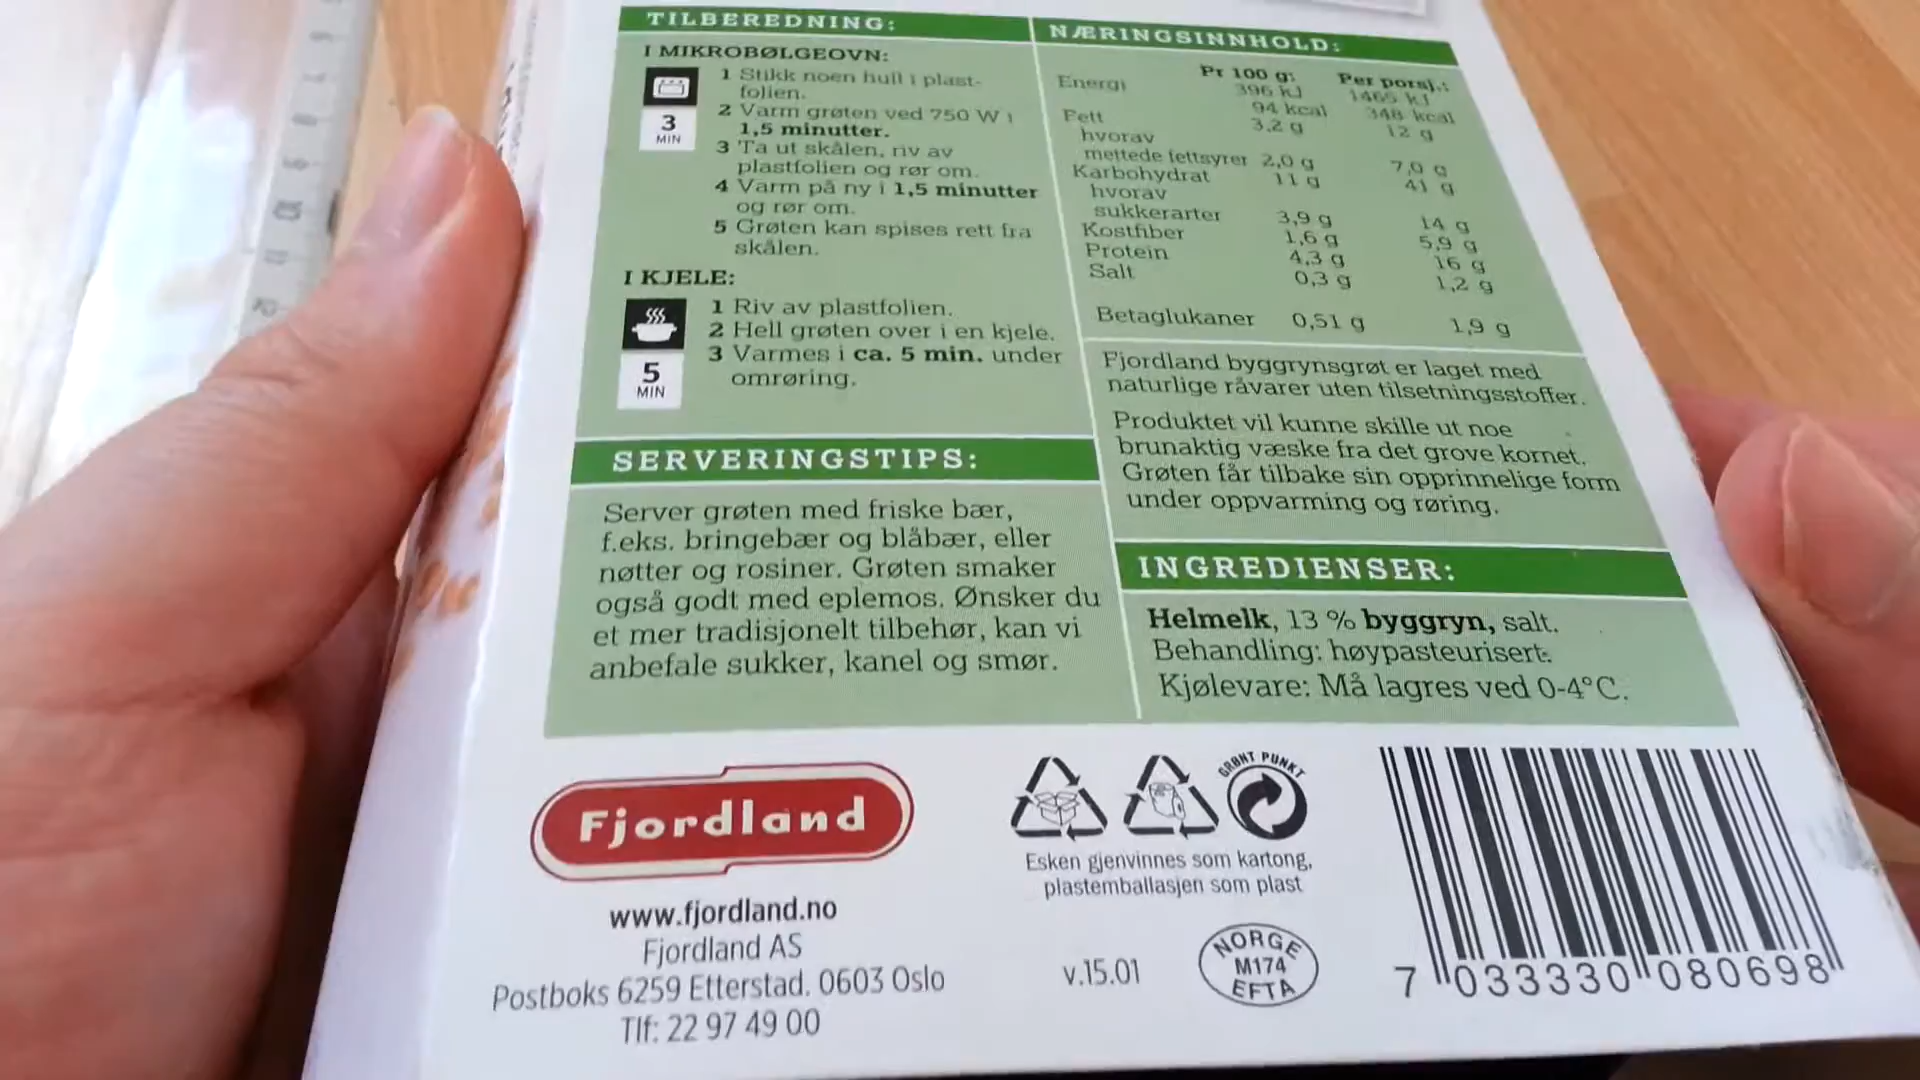 TILBEREDNING:
I MIKROBØLGEOVN:
3
MIN
1 Stikk noen hull i plast-
folien.
2 Varm grøten ved 750 W i
1,5 minutter.
3 Ta ut skålen, riv av
plastfolien og rør om.
4 Varm på ny i 1,5 minutter
og rør om.
5 Grøten kan spises rett fra
skålen.
I KJELE:
5
MIN
1 Riv av plastfolien.
2 Hell grøten over i en kjele.
3 Varmes i ca. 5 min. under
omrøring.
SERVERINGSTIPS:
Server grøten med friske bær,
f.eks. bringebær og blåbær, eller
nøtter og rosiner. Grøten smaker
også godt med eplemos. Ønsker du
et mer tradisjonelt tilbehør, kan vi
anbefale sukker, kanel og smør.
NÆRINGSINNHOLD:
Pr 100 g: Per porsj.:
Energi 396 kJ 1465 kJ
94 kcal 348 kcal
Fett 3,2 g 12 g
hvorav
mettede fettsyrer 2,0 g 7,0 g
Karbohydrat 11 g 41 g
hvorav
sukkerarter 3,9 g 14 g
Kostfiber 1,6 g 5,9 g
Protein 4,3 g 16 g
Salt 0,3 g 1,2 g
Betaglukaner 0,51 g 1,9 g
Fjordland byggrynsgrøt er laget med
naturlige råvarer uten tilsetningsstoffer.
Produktet vil kunne skille ut noe
brunaktig væske fra det grove kornet.
Grøten får tilbake sin opprinnelige form
under oppvarming og røring.
INGREDIENSER:
Helmelk, 13 % byggryn, salt.
Behandling: høypasteurisert.
Kjølevare: Må lagres ved 0-4°C.
Fjordland
www.fjordland.no
Fjordland AS
Postboks 6259 Etterstad. 0603 Oslo
Tlf: 22 97 49 00
GRØNT PUNKT
Esken gjenvinnes som kartong,
plastemballasjen som plast
v.15.01
NORGE
M174
EFTA
7 033330 080698